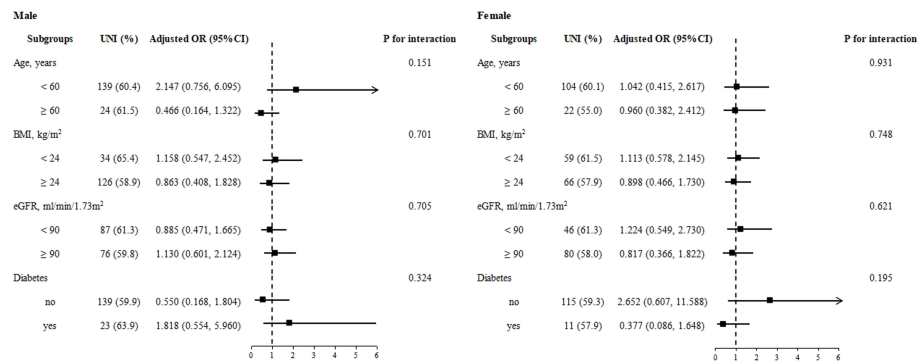 Male
Subgroups UNI (%) Adjusted OR (95%CI) P for interaction
Age, years 0.151
< 60 139 (60.4) 2.147 (0.756, 6.095)
≥ 60 24 (61.5) 0.466 (0.164, 1.322)
BMI, kg/m² 0.701
< 24 34 (65.4) 1.158 (0.547, 2.452)
≥ 24 126 (58.9) 0.863 (0.408, 1.828)
eGFR, ml/min/1.73m² 0.705
< 90 87 (61.3) 0.885 (0.471, 1.665)
≥ 90 76 (59.8) 1.130 (0.601, 2.124)
Diabetes 0.324
no 139 (59.9) 0.550 (0.168, 1.804)
yes 23 (63.9) 1.818 (0.554, 5.960)
0 1 2 3 4 5 6
Female
Subgroups UNI (%) Adjusted OR (95%CI) P for interaction
Age, years 0.931
< 60 104 (60.1) 1.042 (0.415, 2.617)
≥ 60 22 (55.0) 0.960 (0.382, 2.412)
BMI, kg/m² 0.748
< 24 59 (61.5) 1.113 (0.578, 2.145)
≥ 24 66 (57.9) 0.898 (0.466, 1.730)
eGFR, ml/min/1.73m² 0.621
< 90 46 (61.3) 1.224 (0.549, 2.730)
≥ 90 80 (58.0) 0.817 (0.366, 1.822)
Diabetes 0.195
no 115 (59.3) 2.652 (0.607, 11.588)
yes 11 (57.9) 0.377 (0.086, 1.648)
0 1 2 3 4 5 6